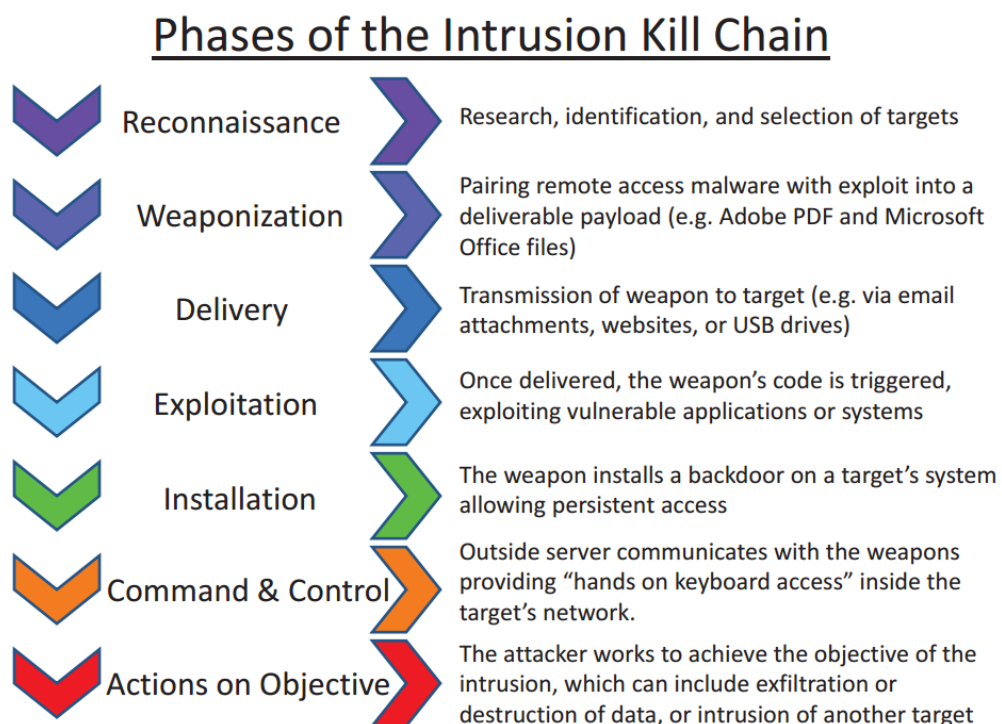 Phases of the Intrusion Kill Chain
Reconnaissance
Research, identification, and selection of targets
Weaponization
Pairing remote access malware with exploit into a
deliverable payload (e.g. Adobe PDF and Microsoft
Office files)
Delivery
Transmission of weapon to target (e.g. via email
attachments, websites, or USB drives)
Exploitation
Once delivered, the weapon's code is triggered,
exploiting vulnerable applications or systems
Installation
The weapon installs a backdoor on a target's system
allowing persistent access
Command & Control
Outside server communicates with the weapons
providing “hands on keyboard access” inside the
target's network.
Actions on Objective
The attacker works to achieve the objective of the
intrusion, which can include exfiltration or
destruction of data, or intrusion of another target